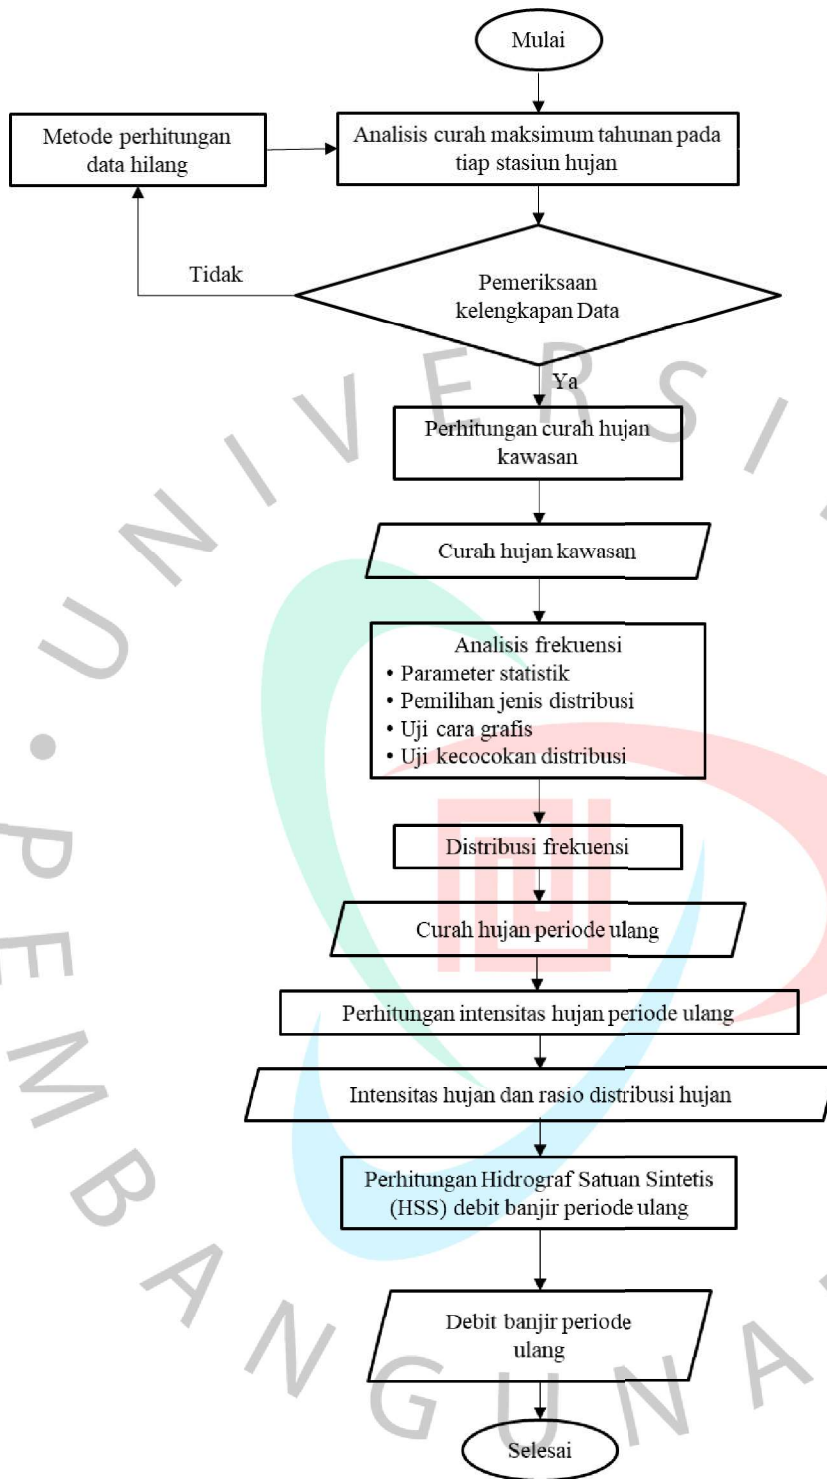 Mulai
Metode perhitungan
data hilang
Analisis curah maksimum tahunan pada
tiap stasiun hujan
Tidak
Pemeriksaan
kelengkapan Data
Ya
Perhitungan curah hujan
kawasan
Curah hujan kawasan
Analisis frekuensi
• Parameter statistik
• Pemilihan jenis distribusi
• Uji cara grafis
• Uji kecocokan distribusi
Distribusi frekuensi
Curah hujan periode ulang
Perhitungan intensitas hujan periode ulang
Intensitas hujan dan rasio distribusi hujan
Perhitungan Hidrograf Satuan Sintetis
(HSS) debit banjir periode ulang
Debit banjir periode
ulang
Selesai
UNIVERSI
• PEMBANGUNA